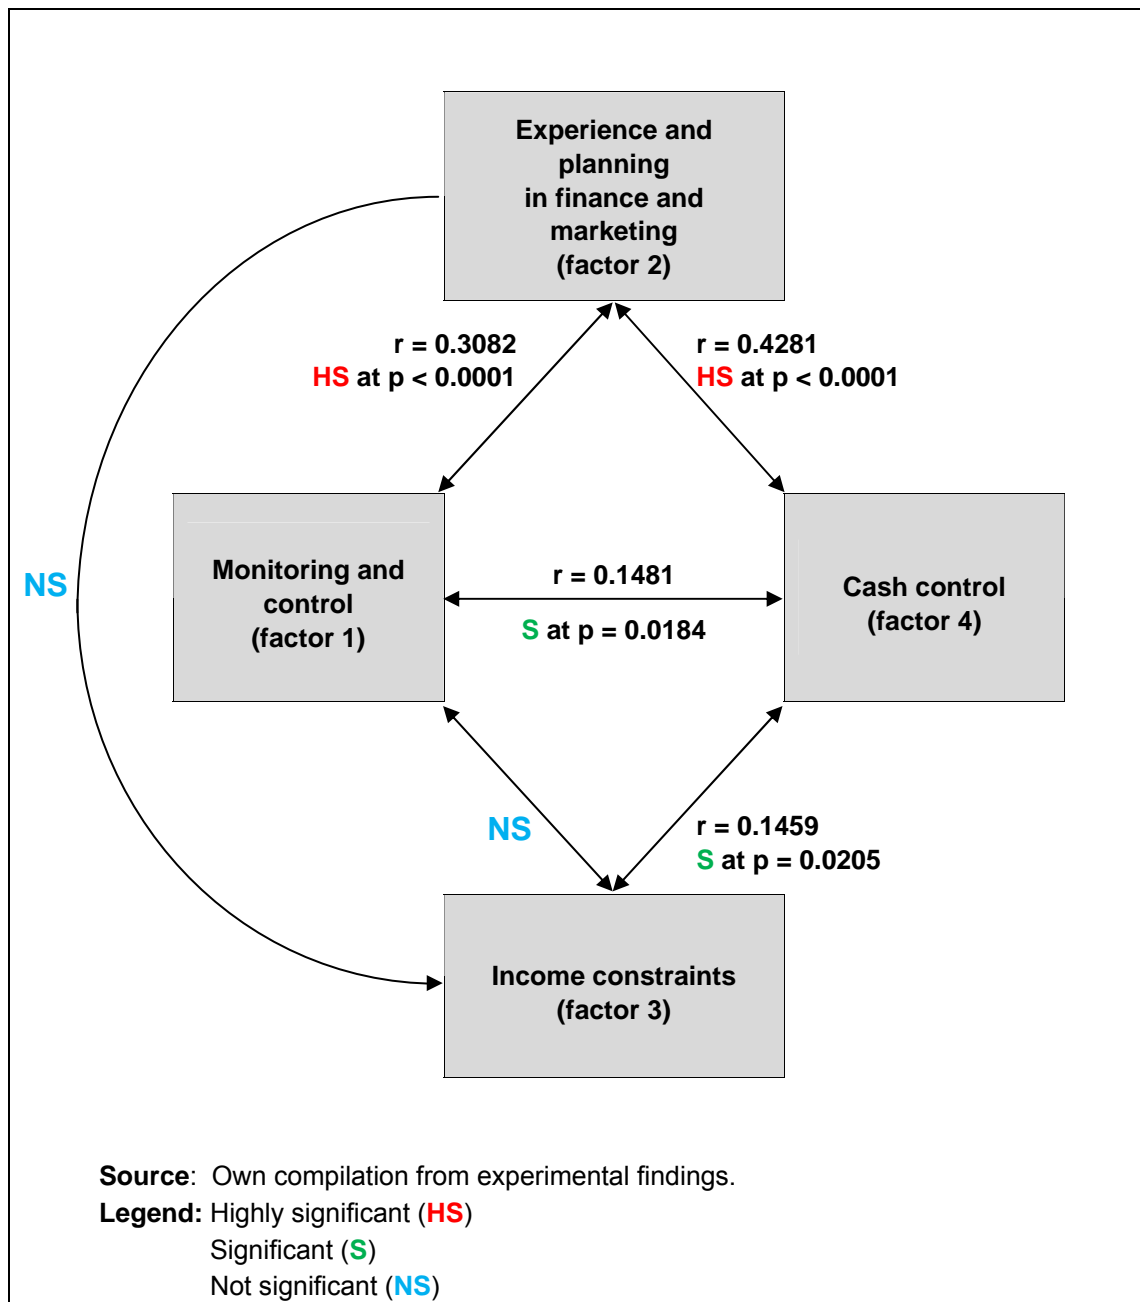 Experience and
planning
in finance and
marketing
(factor 2)
r = 0.3082
HS at p < 0.0001
r = 0.4281
HS at p < 0.0001
NS
Monitoring and
control
(factor 1)
r = 0.1481
S at p = 0.0184
Cash control
(factor 4)
NS
r = 0.1459
S at p = 0.0205
Income constraints
(factor 3)
Source: Own compilation from experimental findings.
Legend: Highly significant (HS)
Significant (S)
Not significant (NS)